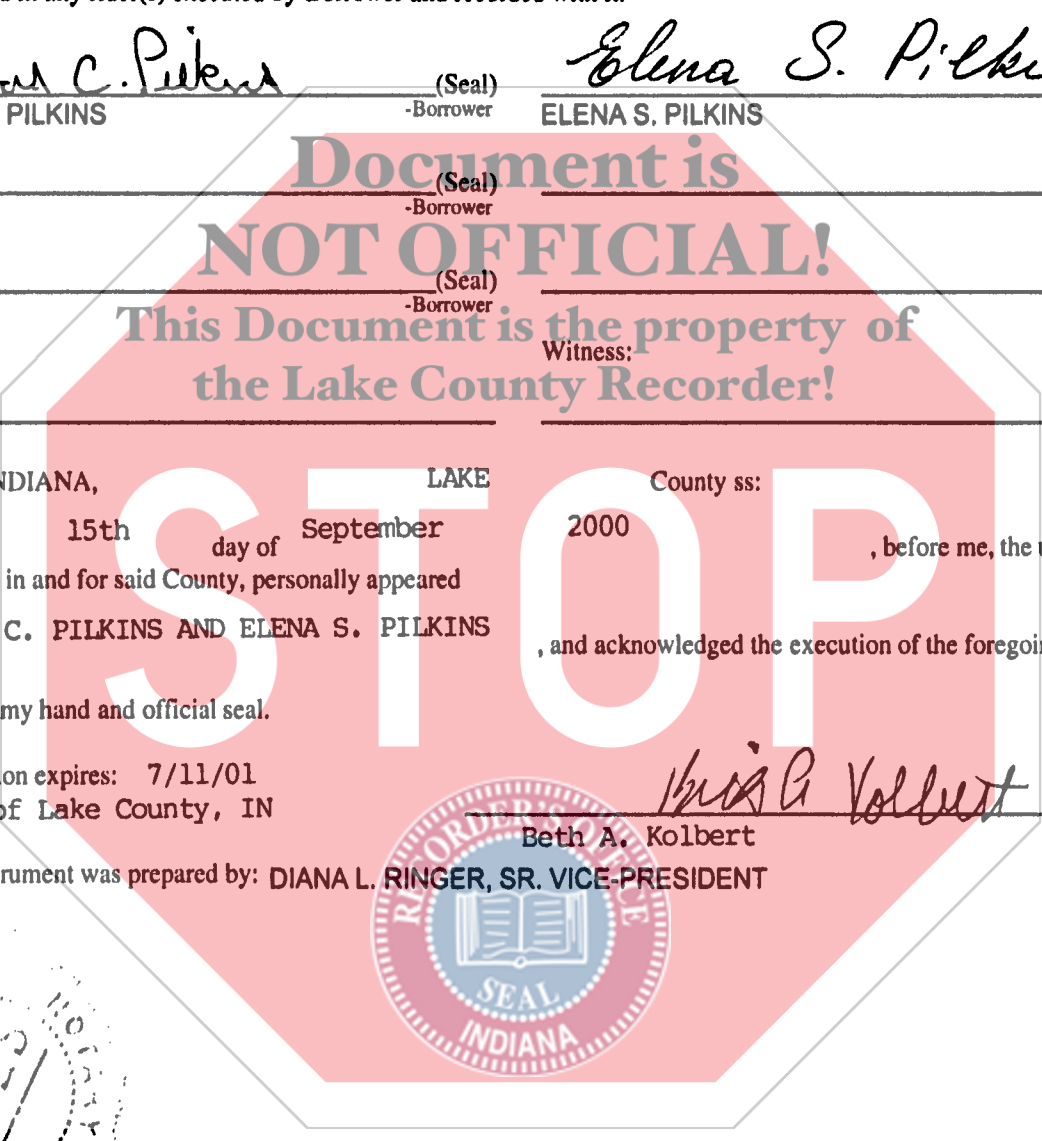 C. Pilkins Elena S. Pilki
(Seal)
PILKINS -Borrower ELENA S. PILKINS
Document is
(Seal)
-Borrower
NOT OFFICIAL!
(Seal)
-Borrower
This Document is the property of
Witness:
the Lake County Recorder!
STOP
NDIANA, LAKE County ss:
15th day of September 2000 , before me, the u
in and for said County, personally appeared
C. PILKINS AND ELENA S. PILKINS , and acknowledged the execution of the foregoin
my hand and official seal.
on expires: 7/11/01
of Lake County, IN
Beth A. Kolbert
rument was prepared by: DIANA L. RINGER, SR. VICE-PRESIDENT
RECORDER'S OFFICE
SEAL
INDIANA